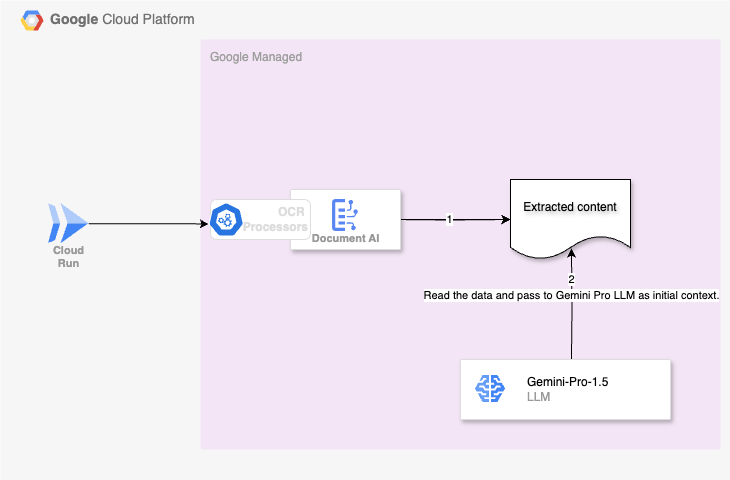 Google Cloud Platform
Google Managed
OCR
Processors
Document AI
Cloud
Run
1
Extracted content
2
Read the data and pass to Gemini Pro LLM as initial context.
Gemini-Pro-1.5
LLM